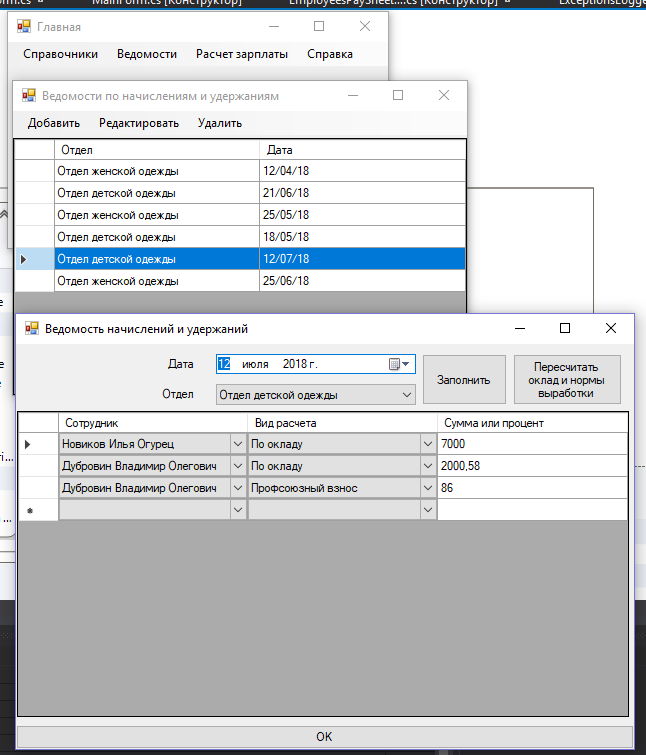 MainForm.cs [Конструктор]
EmployeesPaySheet....cs [Конструктор]
Главная
Справочники Ведомости Расчет зарплаты Справка
Ведомости по начислениям и удержаниям
Добавить Редактировать Удалить
Отдел Дата
Отдел женской одежды 12/04/18
Отдел детской одежды 21/06/18
Отдел женской одежды 25/05/18
Отдел детской одежды 18/05/18
Отдел детской одежды 12/07/18
Отдел женской одежды 25/06/18
Ведомость начислений и удержаний
Дата 12 июля 2018 г.
Отдел Отдел детской одежды
Заполнить
Пересчитать
оклад и нормы
выработки
Сотрудник Вид расчета Сумма или процент
Новиков Илья Огурец По окладу 7000
Дубровин Владимир Олегович По окладу 2000,58
Дубровин Владимир Олегович Профсоюзный взнос 86
OK